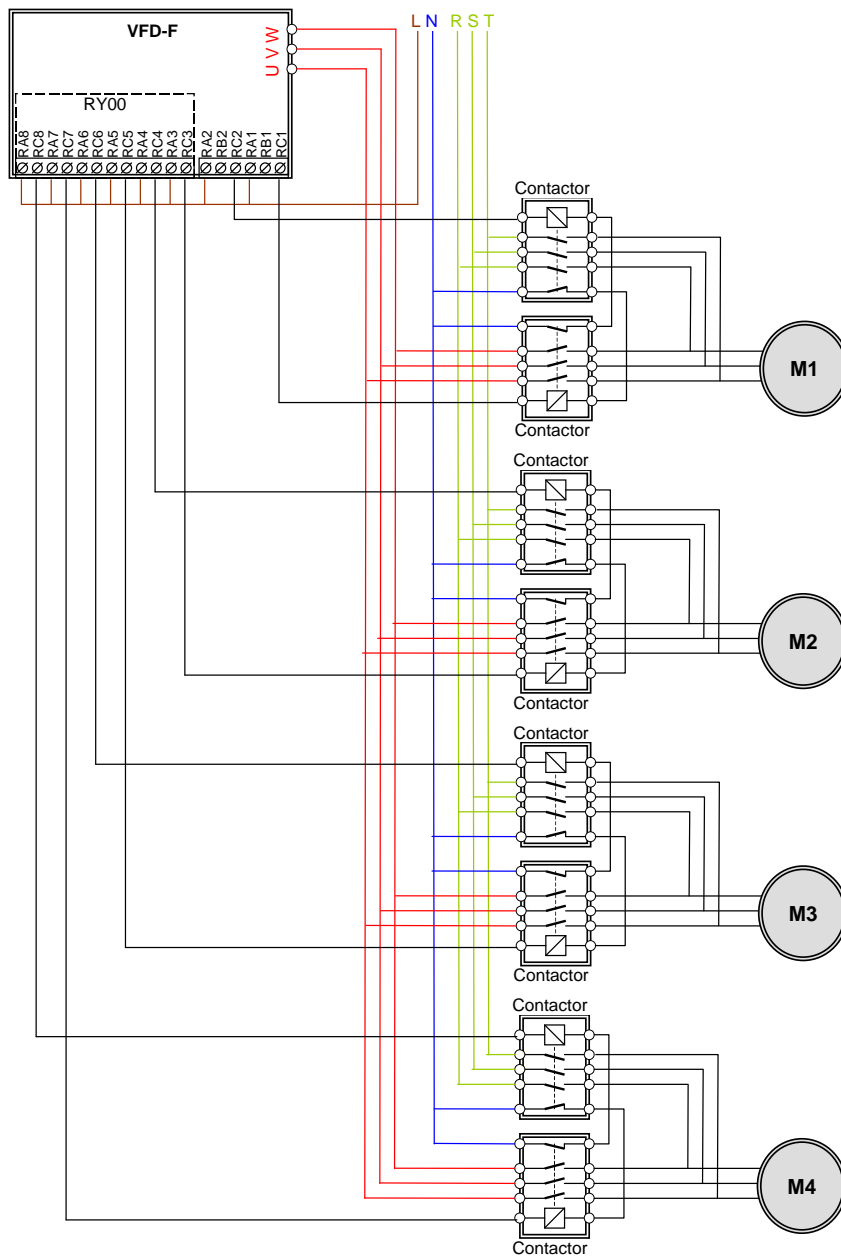 VFD-F
L N R S T
U V W
RY00
RA8
RC8
RA7
RC7
RA6
RC6
RA5
RC5
RA4
RC4
RA3
RC3
RA2
RB2
RC2
RA1
RB1
RC1
Contactor
M1
Contactor
Contactor
M2
Contactor
Contactor
M3
Contactor
Contactor
M4
Contactor